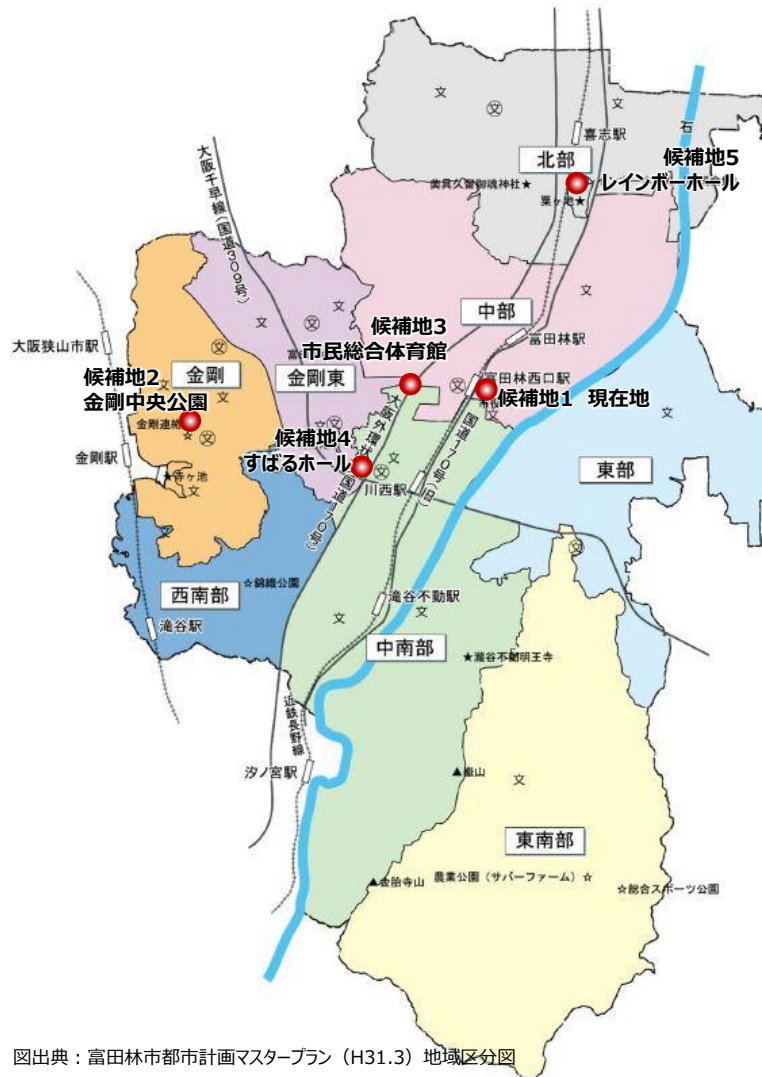 喜志駅
石
北部
候補地5
レインボーホール
美具久留御魂神社★
粟ヶ池★
大阪千早線(国道309号)
中部
富田林駅
候補地3
市民総合体育館
大阪狭山市駅
候補地2
金剛中央公園
金剛
金剛東
富田林西口駅
候補地1 現在地
金剛連絡
金剛駅
★寺ヶ池
候補地4
すばるホール
大阪外環状
国道170号)
国道170号(旧)
川西駅
東部
西南部
☆錦織公園
滝谷不動駅
滝谷駅
中南部
★瀧谷不動明王寺
近鉄長野線
汐ノ宮駅
▲嶽山
東南部
▲金胎寺山
農業公園(サバーファーム)☆
☆総合スポーツ公園
図出典:富田林市都市計画マスタープラン(H31.3)地域区分図